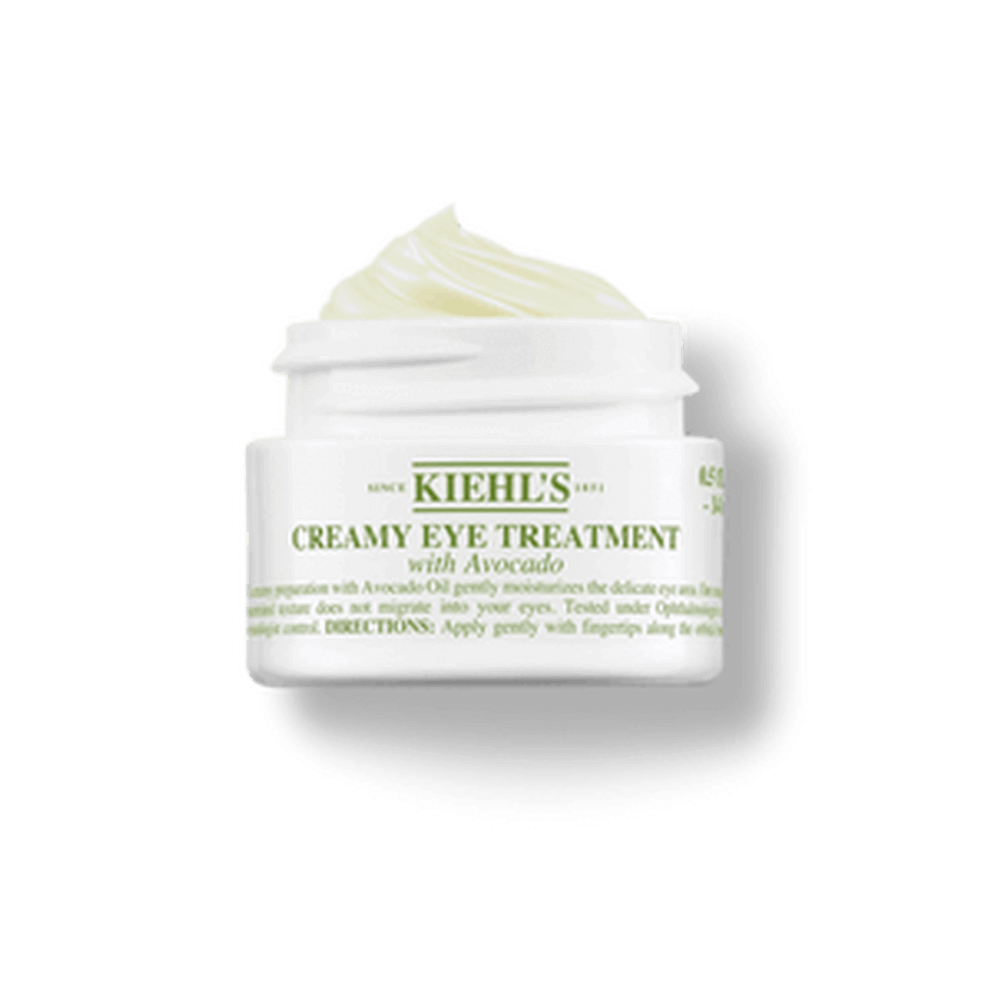 SINCE KIEHL'S 1851
CREAMY EYE TREATMENT
with Avocado
preparation with Avocado Oil gently moisturizes the delicate eye area.
texture does not migrate into your eyes. Tested under
control. DIRECTIONS: Apply gently with fingertips along the